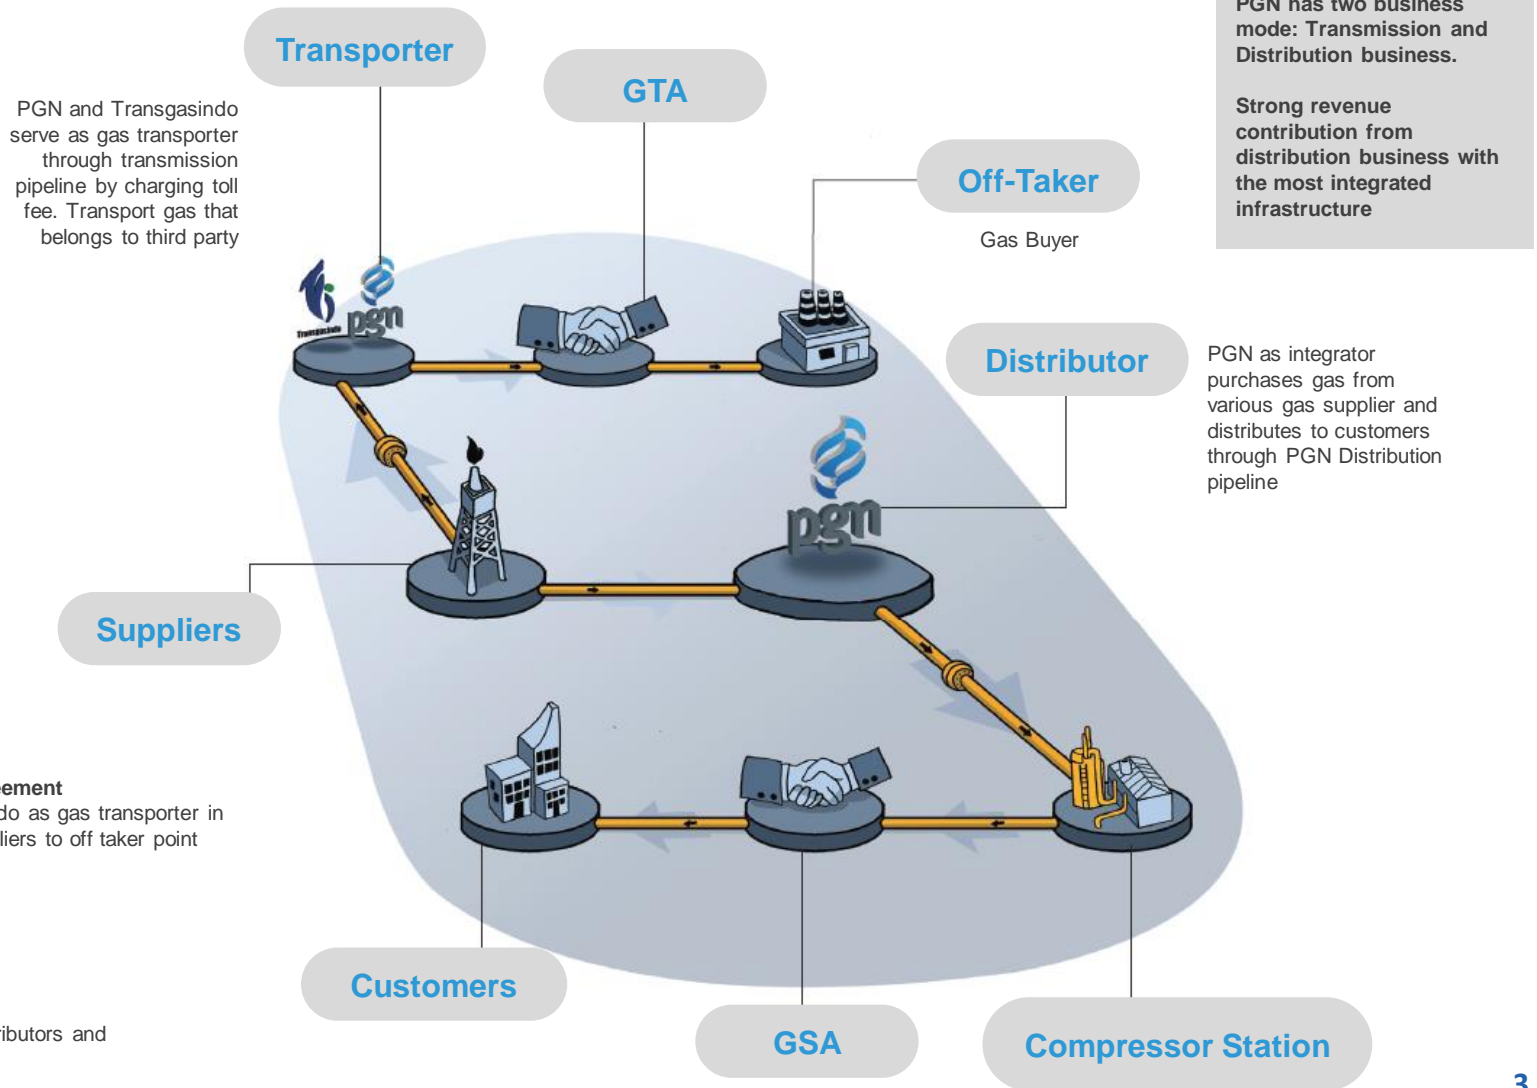 PGN has two business
mode: Transmission and
Distribution business.
Strong revenue
contribution from
distribution business with
the most integrated
infrastructure
Transporter
GTA
PGN and Transgasindo
serve as gas transporter
through transmission
pipeline by charging toll
fee. Transport gas that
belongs to third party
Off-Taker
Gas Buyer
Transgasindo
pgn
Distributor
PGN as integrator
purchases gas from
various gas supplier and
distributes to customers
through PGN Distribution
pipeline
pgn
Suppliers
eement
do as gas transporter in
liers to off taker point
Customers
ributors and
GSA
Compressor Station
3